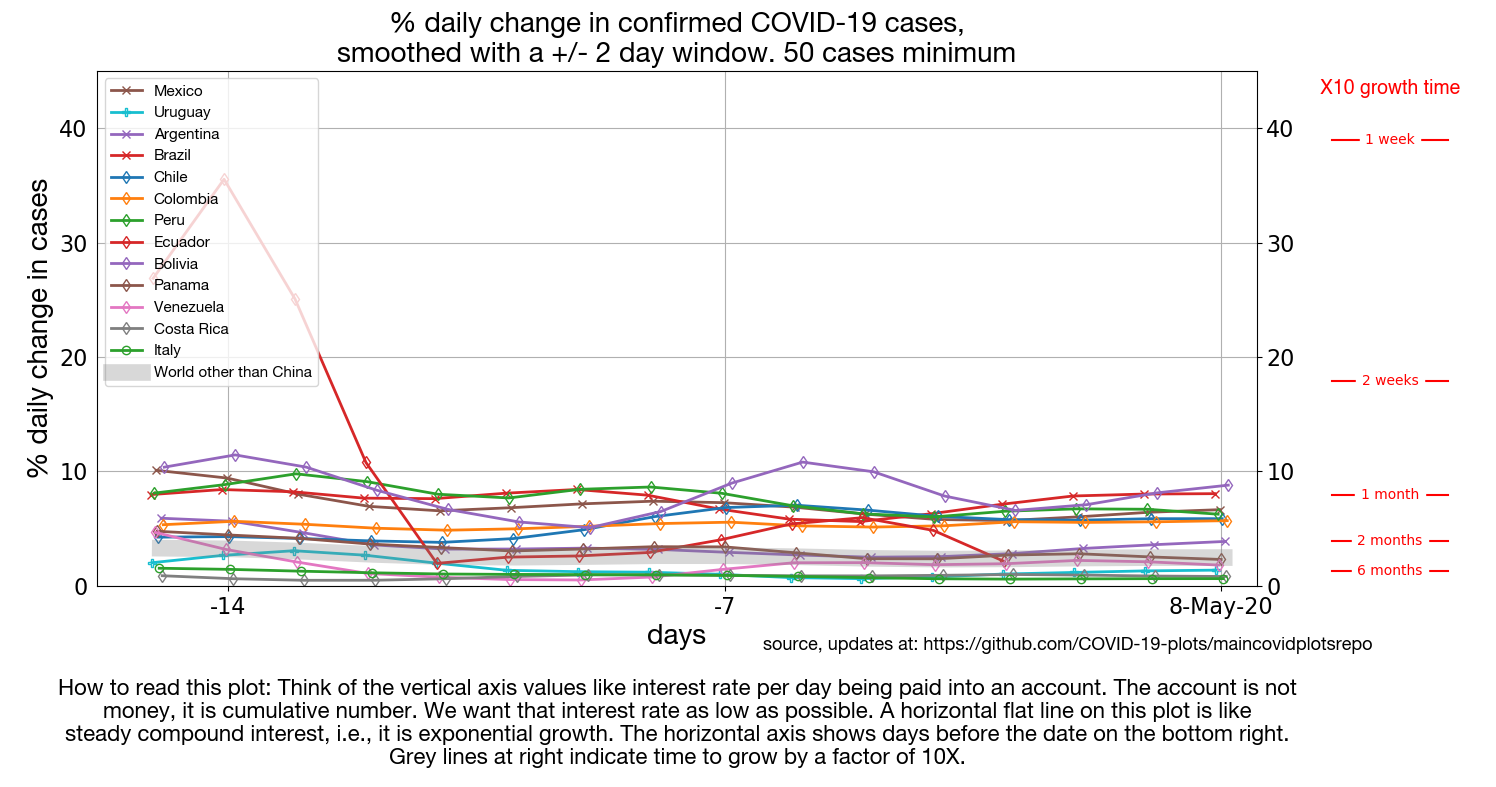 % daily change in confirmed COVID-19 cases,
smoothed with a +/- 2 day window. 50 cases minimum
X10 growth time
% daily change in cases
40
30
20
10
0
Mexico
Uruguay
Argentina
Brazil
Chile
Colombia
Peru
Ecuador
Bolivia
Panama
Venezuela
Costa Rica
Italy
World other than China
40
30
20
10
0
1 week
2 weeks
1 month
2 months
6 months
-14
-7
8-May-20
days
source, updates at: https://github.com/COVID-19-plots/maincovidplotsrepo
How to read this plot: Think of the vertical axis values like interest rate per day being paid into an account. The account is not
money, it is cumulative number. We want that interest rate as low as possible. A horizontal flat line on this plot is like
steady compound interest, i.e., it is exponential growth. The horizontal axis shows days before the date on the bottom right.
Grey lines at right indicate time to grow by a factor of 10X.